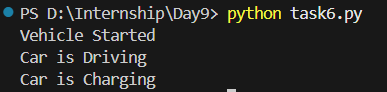 PS D:\Internship\Day9> python task6.py
Vehicle Started
Car is Driving
Car is Charging